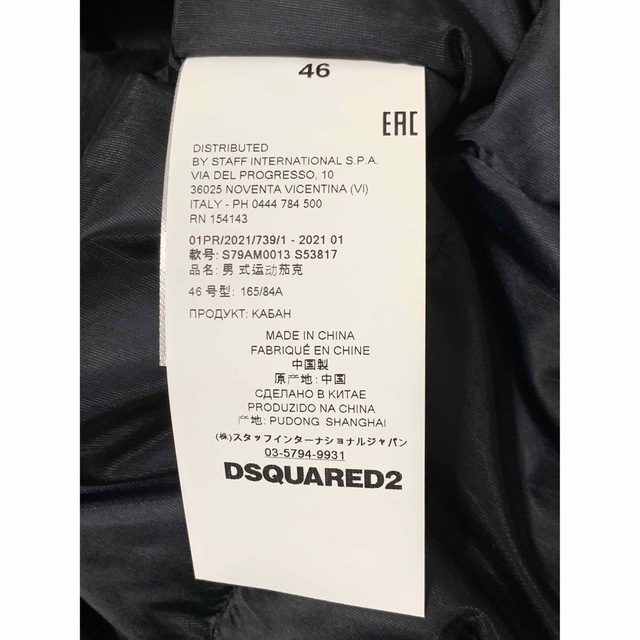 46
EAC
DISTRIBUTED
BY STAFF INTERNATIONAL S.P.A.
VIA DEL PROGRESSO, 10
36025 NOVENTA VICENTINA (VI)
ITALY - PH 0444 784 500
RN 154143
01PR/2021/739/1 - 2021 01
款号: S79AM0013 S53817
品名: 男 式运动茄克
46 号型: 165/84A
ПРОДУКТ: КАБАН
MADE IN CHINA
FABRIQUÉ EN CHINE
中国製
原产地: 中国
СДЕЛАНО В КИТАЕ
PRODUZIDO NA CHINA
产地: PUDONG SHANGHAI
(株)スタッフインターナショナルジャパン
03-5794-9931
DSQUARED2